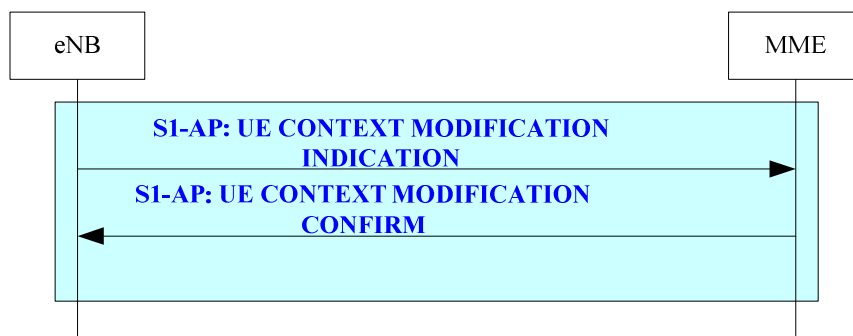 eNB
MME
S1-AP: UE CONTEXT MODIFICATION
INDICATION
S1-AP: UE CONTEXT MODIFICATION
CONFIRM